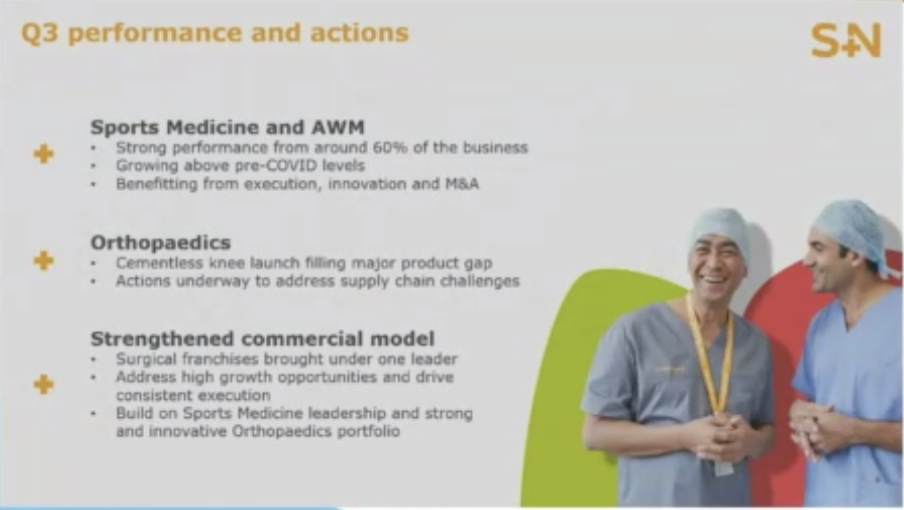 Q3 performance and actions
S+N
Sports Medicine and AWM
• Strong performance from around 60% of the business
• Growing above pre-COVID levels
• Benefitting from execution, innovation and M&A
Orthopaedics
• Cementless knee launch filling major product gap
• Actions underway to address supply chain challenges
Strengthened commercial model
• Surgical franchises brought under one leader
• Address high growth opportunities and drive
consistent execution
• Build on Sports Medicine leadership and strong
and innovative Orthopaedics portfolio